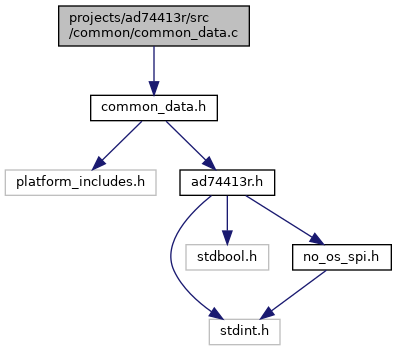 projects/ad74413r/src
/common/common_data.c
common_data.h
platform_includes.h
ad74413r.h
stdbool.h
no_os_spi.h
stdint.h